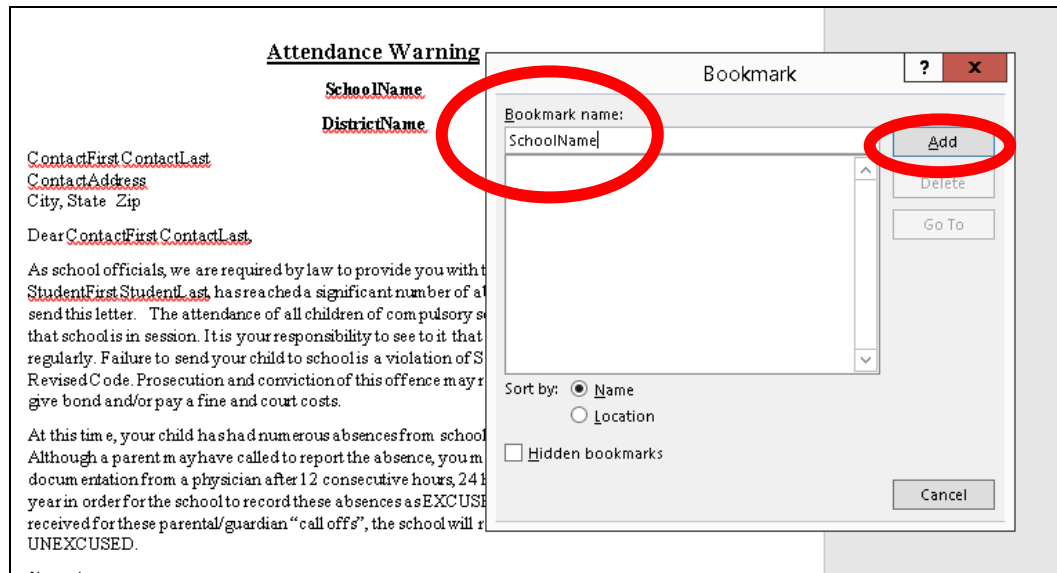 Attendance Warning
SchoolName
DistrictName
ContactFirst ContactLast
ContactAddress
City, State Zip
Dear ContactFirst ContactLast,
As school officials, we are required by law to provide you with t
StudentFirst StudentLast, has reached a significant number of a
send this letter. The attendance of all children of compulsory s
that school is in session. It is your responsibility to see to it that
regularly. Failure to send your child to school is a violation of S
Revised Code. Prosecution and conviction of this offence may r
give bond and/or pay a fine and court costs.
At this time, your child has had numerous absences from school
Although a parent may have called to report the absence, you m
documentation from a physician after 12 consecutive hours, 24
year in order for the school to record these absences as EXCUSE
received for these parental/guardian “call offs”, the school will r
UNEXCUSED.
Bookmark
?
x
Bookmark name:
SchoolName
Add
Delete
Go To
Sort by:
Name
Location
Hidden bookmarks
Cancel